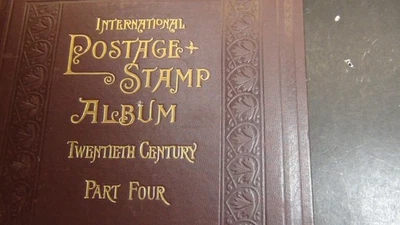 INTERNATIONAL
POSTAGE+
STAMP
ALBUM
TWENTIETH CENTURY
PART FOUR